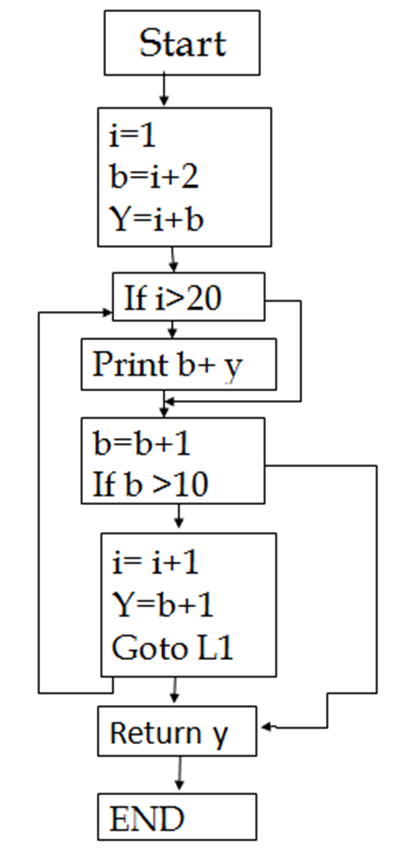 Start
i=1
b=i+2
Y=i+b
If i>20
Print b+ y
b=b+1
If b >10
i= i+1
Y=b+1
Goto L1
Return y
END